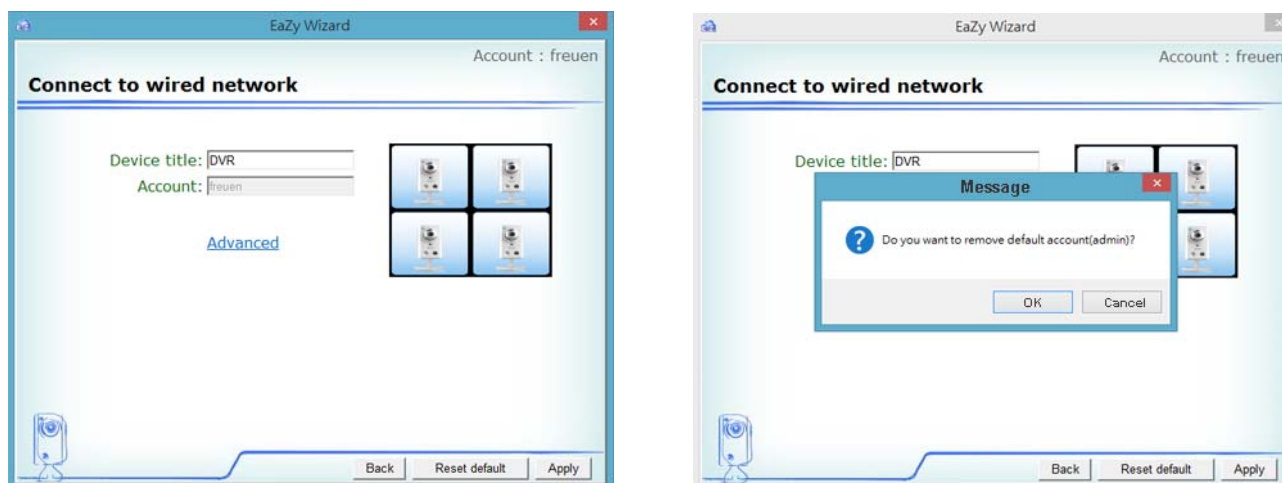 EaZy Wizard
Account : freuen
Connect to wired network
Device title: DVR
Account: freuen
Advanced
Back Reset default Apply
EaZy Wizard
Account : freuen
Connect to wired network
Device title: DVR
Message
Do you want to remove default account(admin)?
OK Cancel
Back Reset default Apply